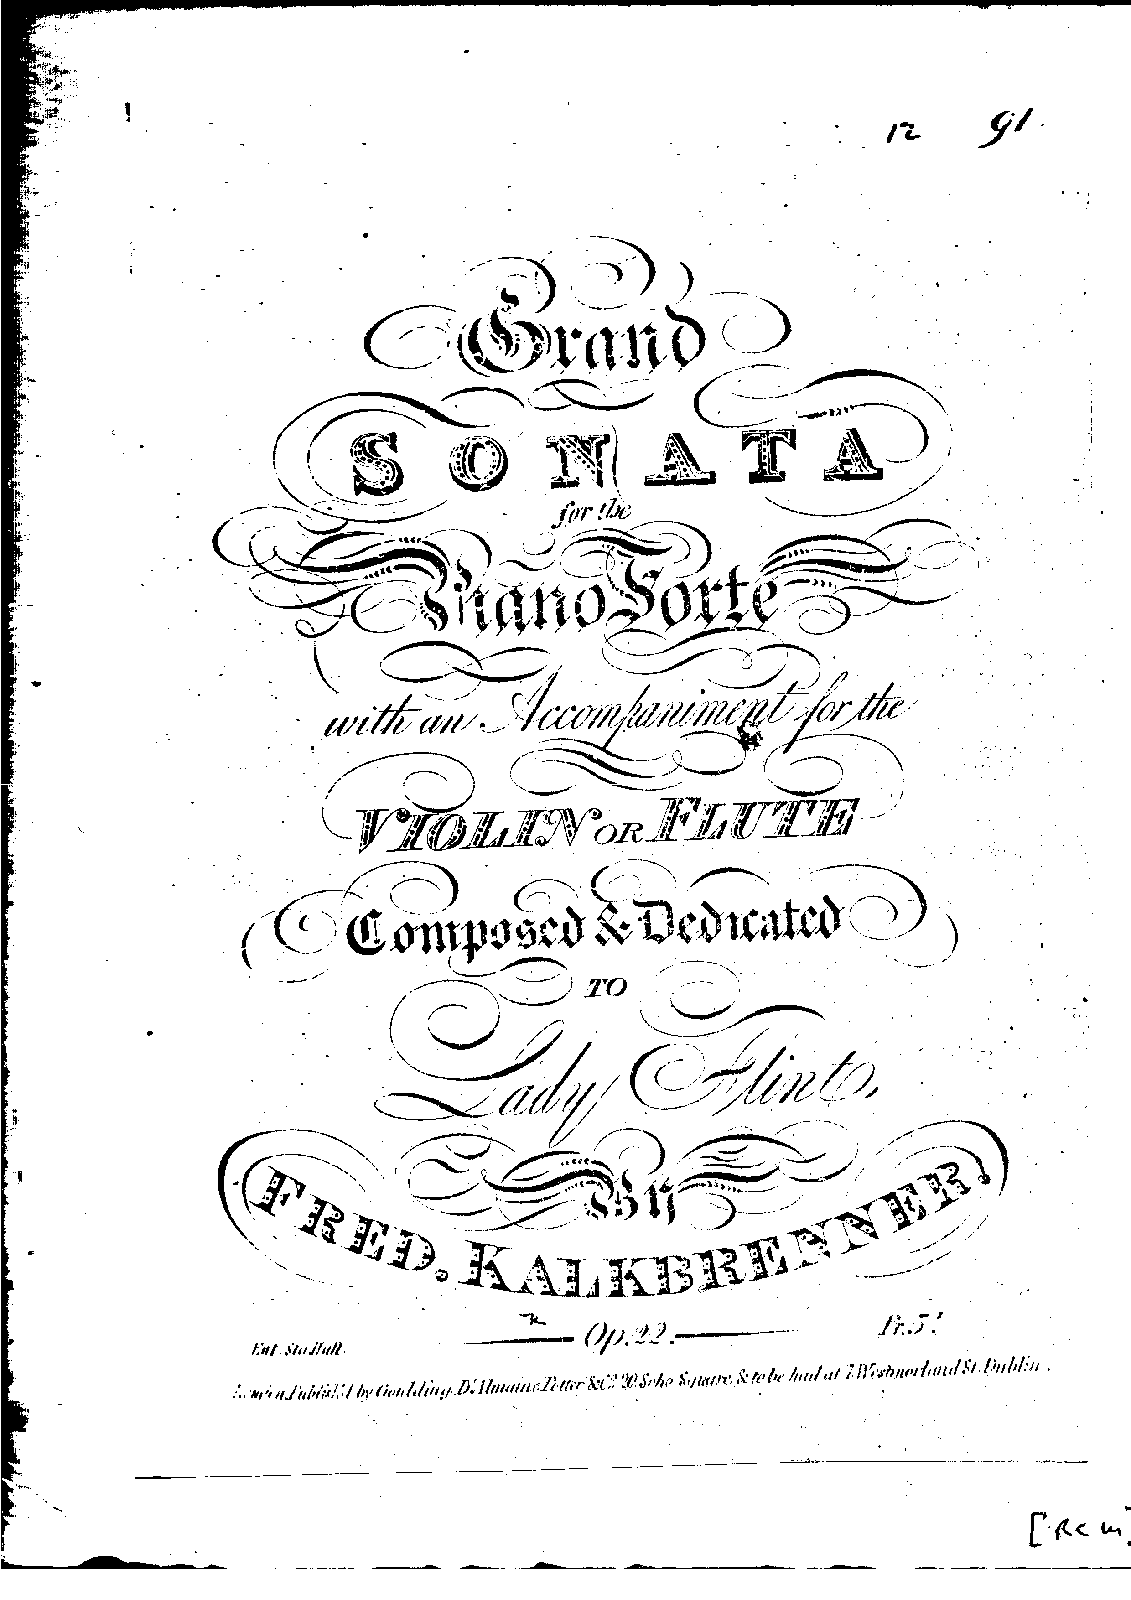 12 91
Grand
SONATA
for the
Piano Forte
with an Accompaniment for the
VIOLIN OR FLUTE
Composed & Dedicated
TO
Lady Flint,
By
FRED. KALKBRENNER.
Op. 22. Pr. 5!
Ent. Sta. Hall.
London. Publish'd by Goulding, D'Almaine, Potter & Co. 20, Soho Square, & to be had at 7, Westmorland St. Dublin.